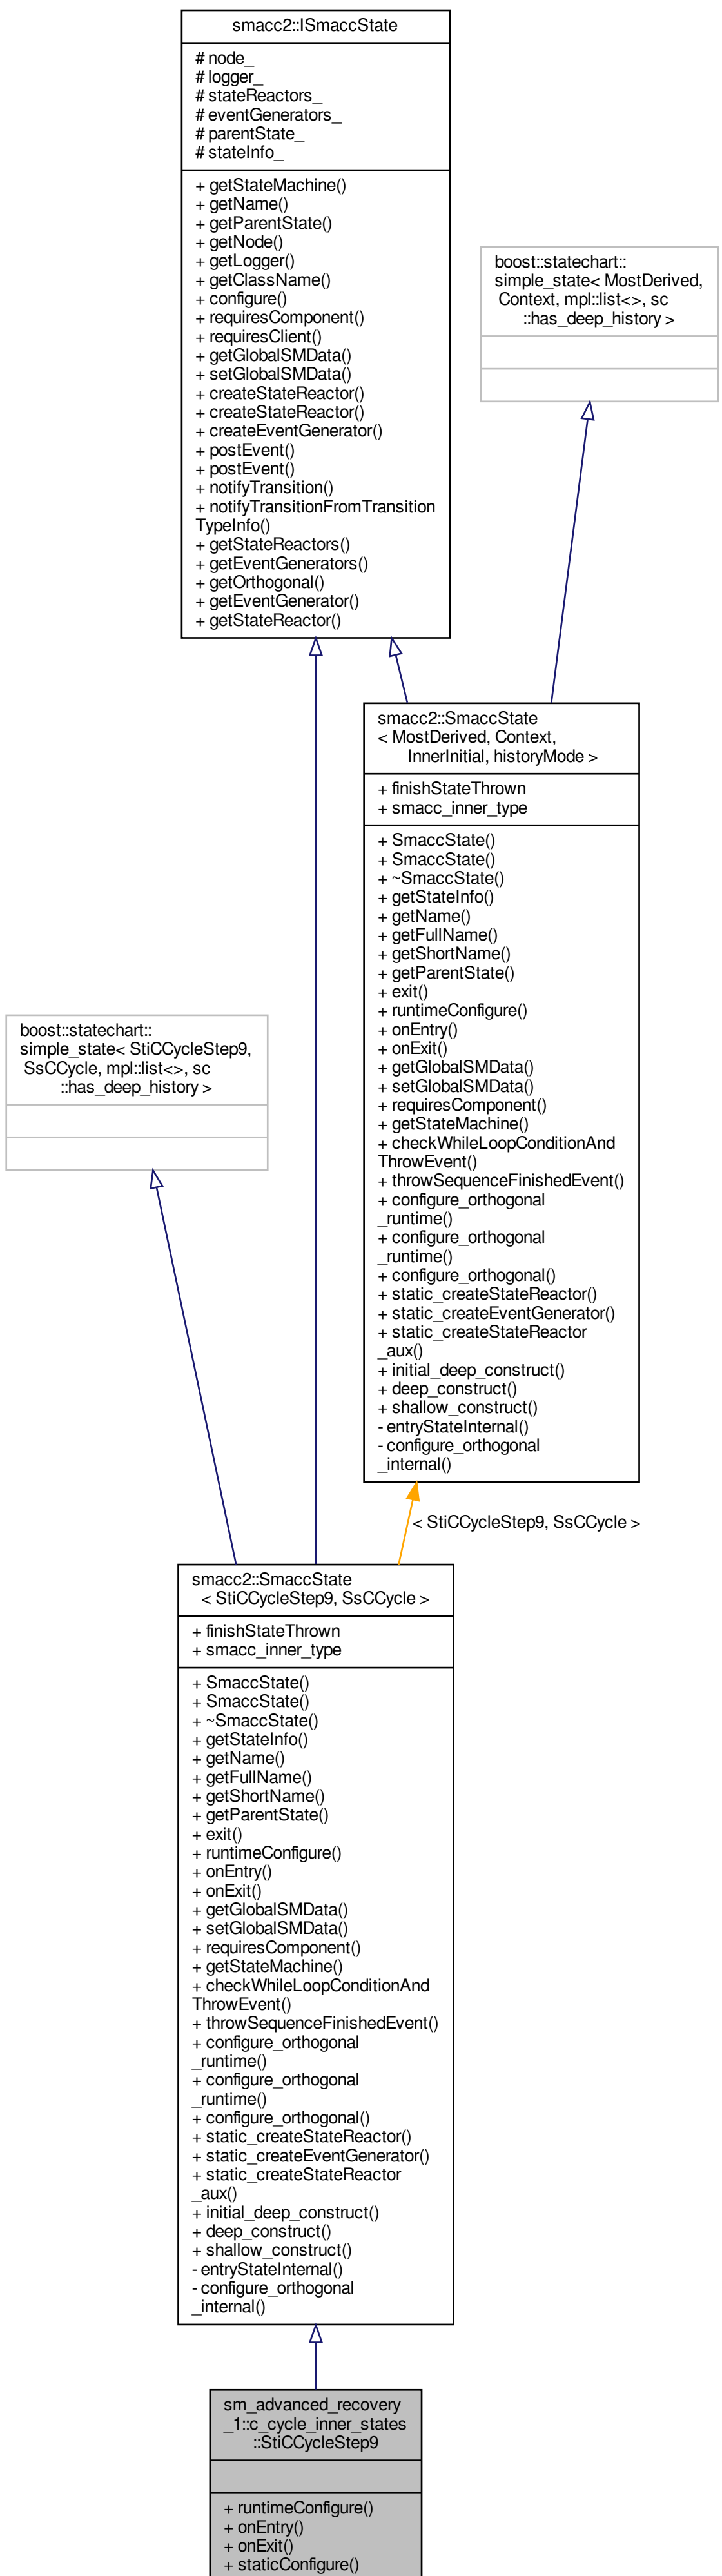 smacc2::ISmaccState
# node_
# logger_
# stateReactors_
# eventGenerators_
# parentState_
# stateInfo_
+ getStateMachine()
+ getName()
+ getParentState()
+ getNode()
+ getLogger()
+ getClassName()
+ configure()
+ requiresComponent()
+ requiresClient()
+ getGlobalSMData()
+ setGlobalSMData()
+ createStateReactor()
+ createStateReactor()
+ createEventGenerator()
+ postEvent()
+ postEvent()
+ notifyTransition()
+ notifyTransitionFromTransition
TypeInfo()
+ getStateReactors()
+ getEventGenerators()
+ getOrthogonal()
+ getEventGenerator()
+ getStateReactor()
boost::statechart::
simple_state< MostDerived,
Context, mpl::list<>, sc
::has_deep_history >
smacc2::SmaccState
< MostDerived, Context,
InnerInitial, historyMode >
+ finishStateThrown
+ smacc_inner_type
+ SmaccState()
+ SmaccState()
+ ~SmaccState()
+ getStateInfo()
+ getName()
+ getFullName()
+ getShortName()
+ getParentState()
+ exit()
+ runtimeConfigure()
+ onEntry()
+ onExit()
+ getGlobalSMData()
+ setGlobalSMData()
+ requiresComponent()
+ getStateMachine()
+ checkWhileLoopConditionAnd
ThrowEvent()
+ throwSequenceFinishedEvent()
+ configure_orthogonal
_runtime()
+ configure_orthogonal
_runtime()
+ configure_orthogonal()
+ static_createStateReactor()
+ static_createEventGenerator()
+ static_createStateReactor
_aux()
+ initial_deep_construct()
+ deep_construct()
+ shallow_construct()
- entryStateInternal()
- configure_orthogonal
_internal()
boost::statechart::
simple_state< StiCCycleStep9,
SsCCycle, mpl::list<>, sc
::has_deep_history >
< StiCCycleStep9, SsCCycle >
smacc2::SmaccState
< StiCCycleStep9, SsCCycle >
+ finishStateThrown
+ smacc_inner_type
+ SmaccState()
+ SmaccState()
+ ~SmaccState()
+ getStateInfo()
+ getName()
+ getFullName()
+ getShortName()
+ getParentState()
+ exit()
+ runtimeConfigure()
+ onEntry()
+ onExit()
+ getGlobalSMData()
+ setGlobalSMData()
+ requiresComponent()
+ getStateMachine()
+ checkWhileLoopConditionAnd
ThrowEvent()
+ throwSequenceFinishedEvent()
+ configure_orthogonal
_runtime()
+ configure_orthogonal
_runtime()
+ configure_orthogonal()
+ static_createStateReactor()
+ static_createEventGenerator()
+ static_createStateReactor
_aux()
+ initial_deep_construct()
+ deep_construct()
+ shallow_construct()
- entryStateInternal()
- configure_orthogonal
_internal()
sm_advanced_recovery
_1::c_cycle_inner_states
::StiCCycleStep9
+ runtimeConfigure()
+ onEntry()
+ onExit()
+ staticConfigure()